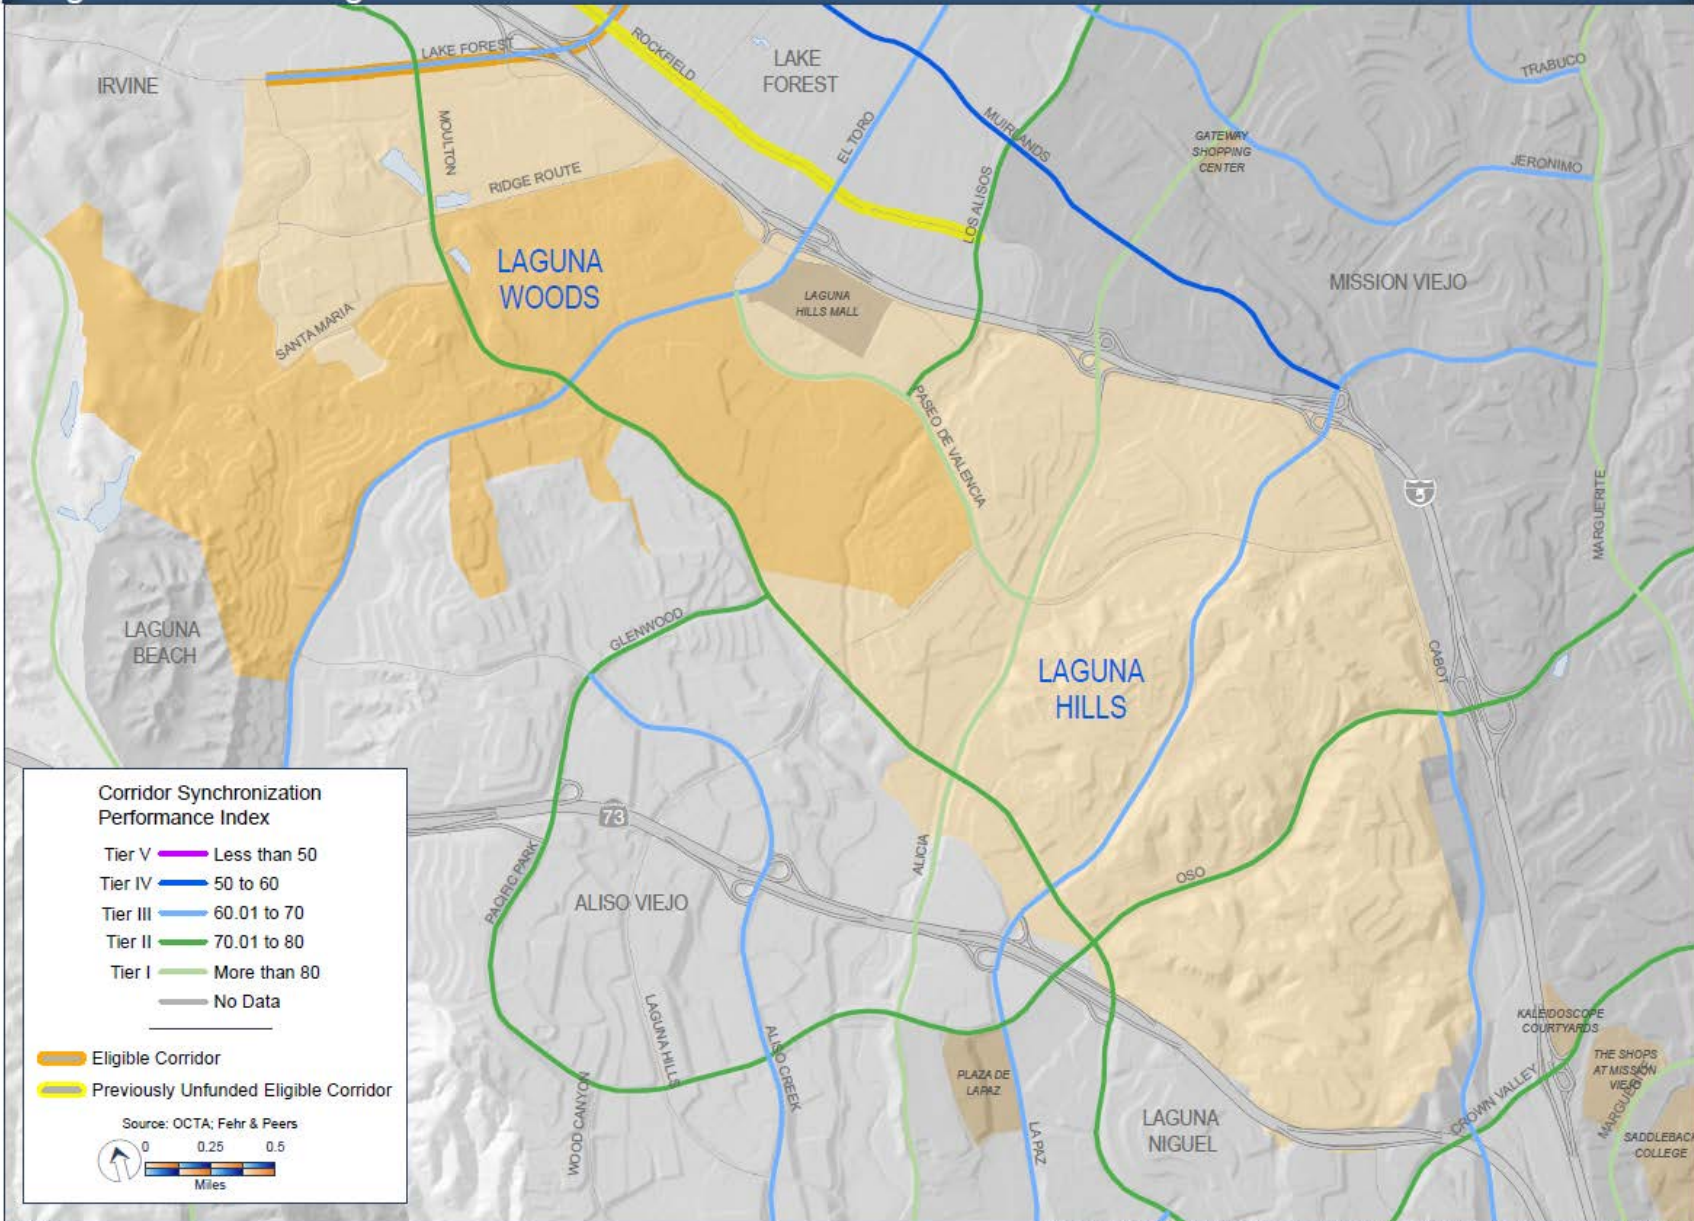 LAKE FOREST
ROCKFIELD
LAKE
FOREST
IRVINE
TRABUCO
MOULTON
EL TORO
MUIRLANDS
GATEWAY
SHOPPING
CENTER
JERONIMO
RIDGE ROUTE
LOS ALISOS
LAGUNA
WOODS
MISSION VIEJO
LAGUNA
HILLS MALL
SANTA MARIA
PASEO DE VALENCIA
5
MARGUERITE
LAGUNA
BEACH
GLENWOOD
CABOT
LAGUNA
HILLS
73
ALICIA
PACIFIC PARK
OSO
ALISO VIEJO
LAGUNA HILLS
ALISO CREEK
WOOD CANYON
PLAZA DE
LAPAZ
LA PAZ
LAGUNA
NIGUEL
KALEIDOSCOPE
COURTYARDS
THE SHOPS
AT MISSION
VIEJO
CROWN VALLEY
SADDLEBACK
COLLEGE
Corridor Synchronization
Performance Index
Tier V Less than 50
Tier IV 50 to 60
Tier III 60.01 to 70
Tier II 70.01 to 80
Tier I More than 80
No Data
Eligible Corridor
Previously Unfunded Eligible Corridor
Source: OCTA; Fehr & Peers
0 0.25 0.5
Miles